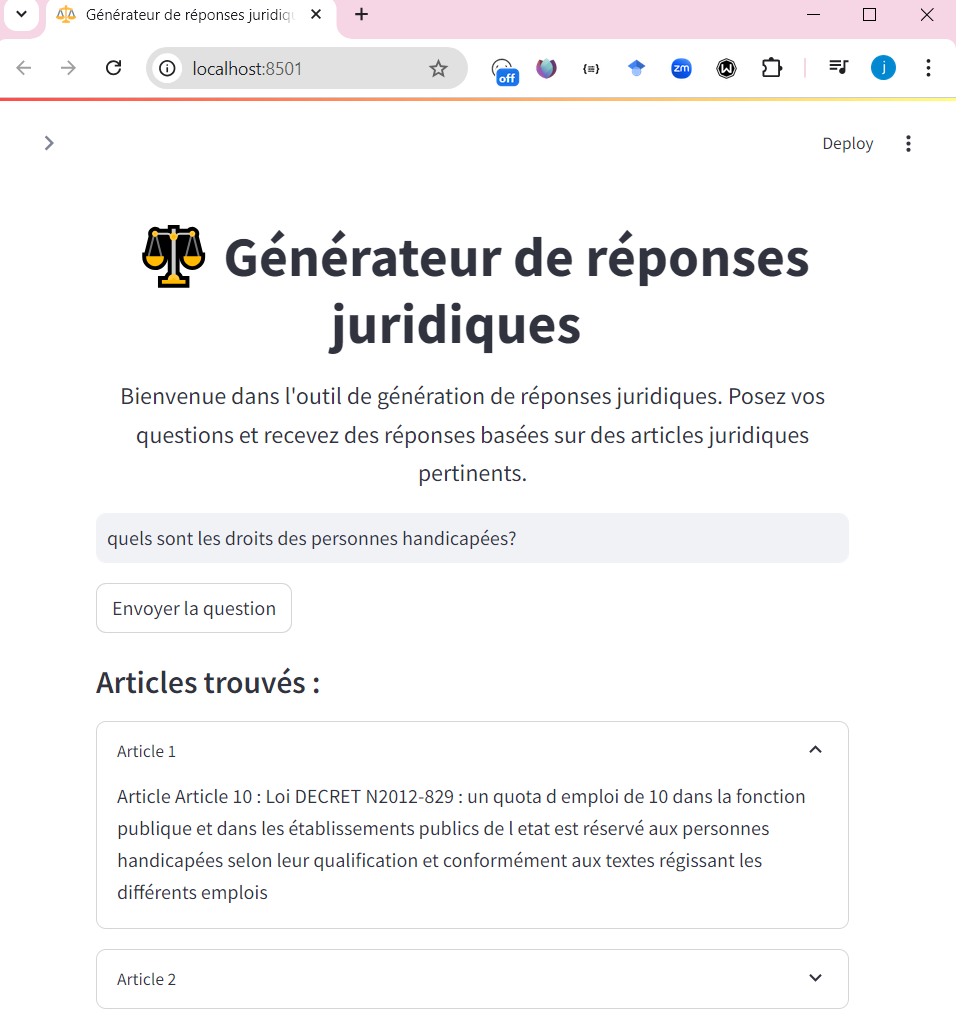 Générateur de réponses juridiq
localhost:8501
off
{≡}
zm
W
j
Deploy
Générateur de réponses
juridiques
Bienvenue dans l'outil de génération de réponses juridiques. Posez vos
questions et recevez des réponses basées sur des articles juridiques
pertinents.
quels sont les droits des personnes handicapées?
Envoyer la question
Articles trouvés :
Article 1
Article Article 10 : Loi DECRET N2012-829 : un quota d emploi de 10 dans la fonction
publique et dans les établissements publics de l etat est réservé aux personnes
handicapées selon leur qualification et conformément aux textes régissant les
différents emplois
Article 2